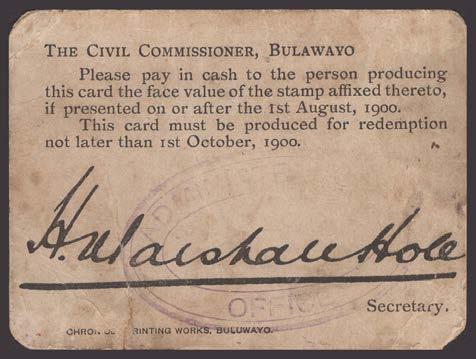 THE CIVIL COMMISSIONER, BULAWAYO
Please pay in cash to the person producing
this card the face value of the stamp affixed thereto,
if presented on or after the 1st August, 1900.
This card must be produced for redemption
not later than 1st October, 1900.
H. Marshall Hole
Secretary.
OFFICE
PRINTING WORKS, BULUWAYO.